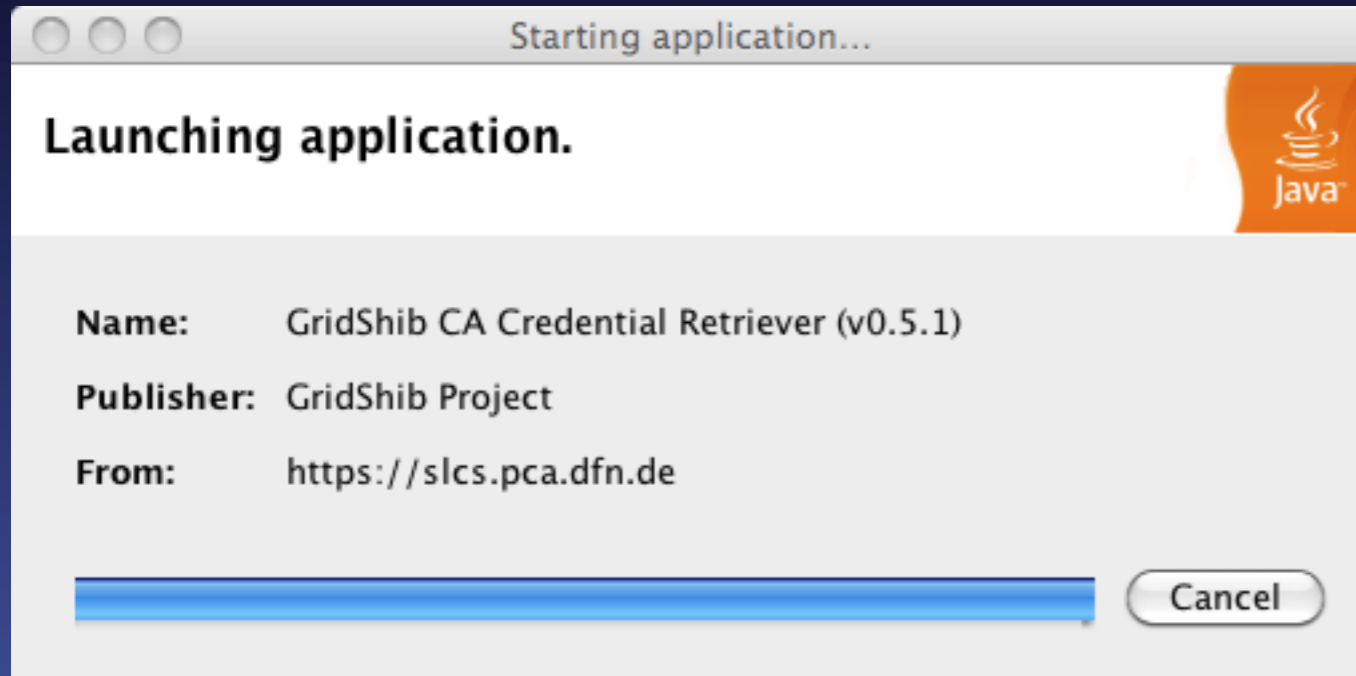 Starting application...
Launching application.
Java™
Name: GridShib CA Credential Retriever (v0.5.1)
Publisher: GridShib Project
From: https://slcs.pca.dfn.de
Cancel